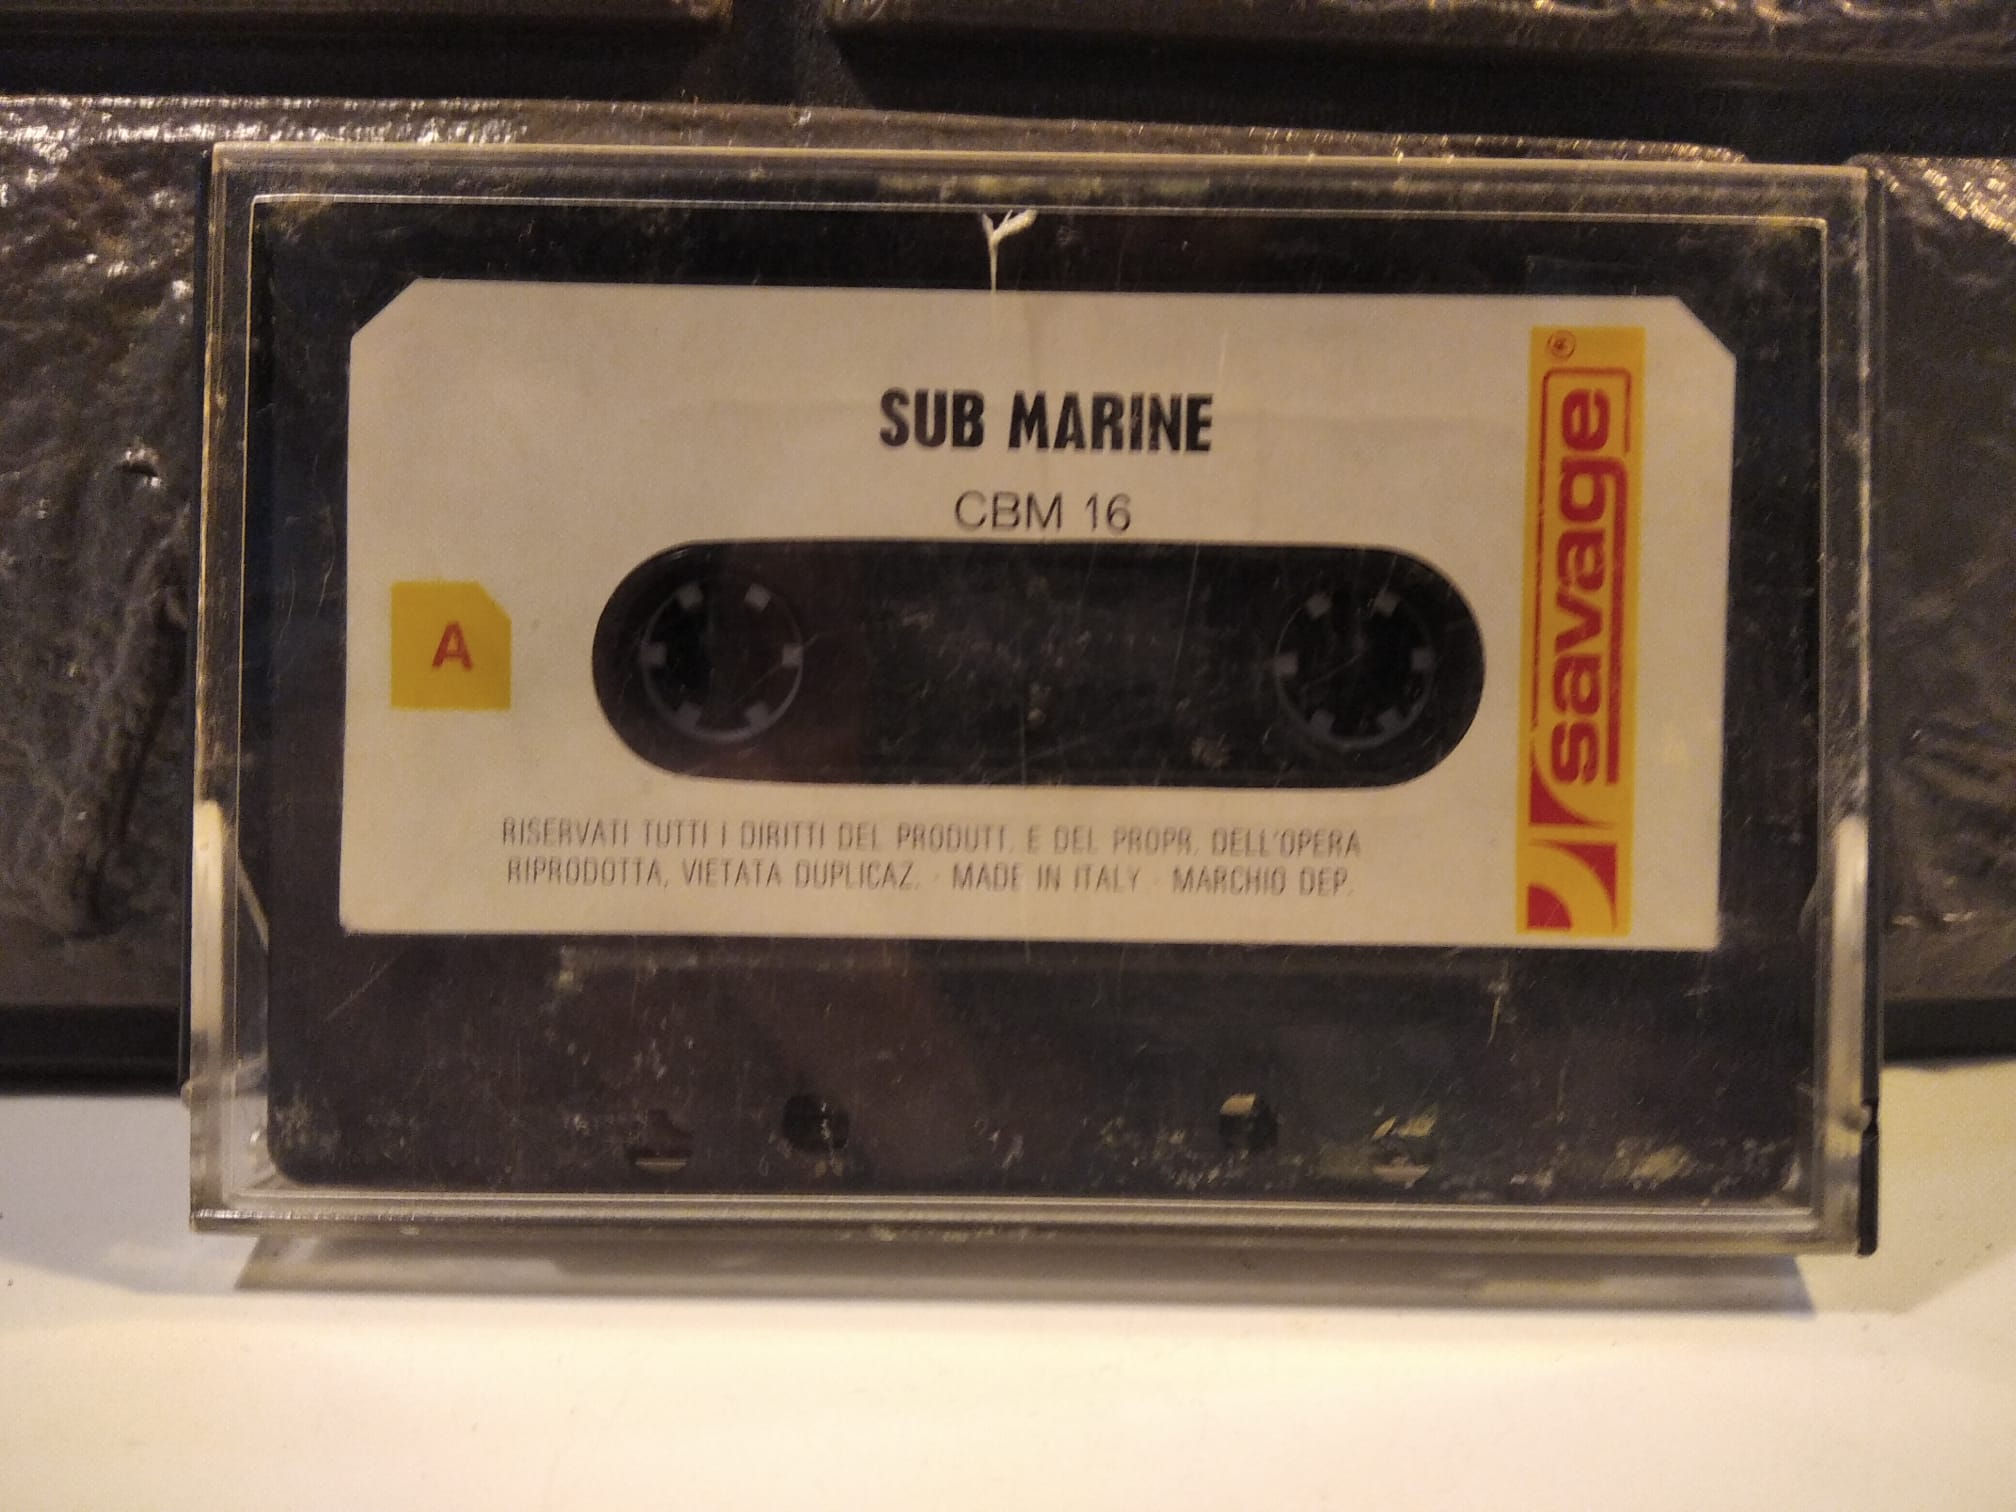 SUB MARINE
CBM 16
A
savage®
RISERVATI TUTTI I DIRITTI DEL PRODUTT. E DEL PROPR. DELL'OPERA
RIPRODOTTA, VIETATA DUPLICAZ. · MADE IN ITALY · MARCHIO DEP.